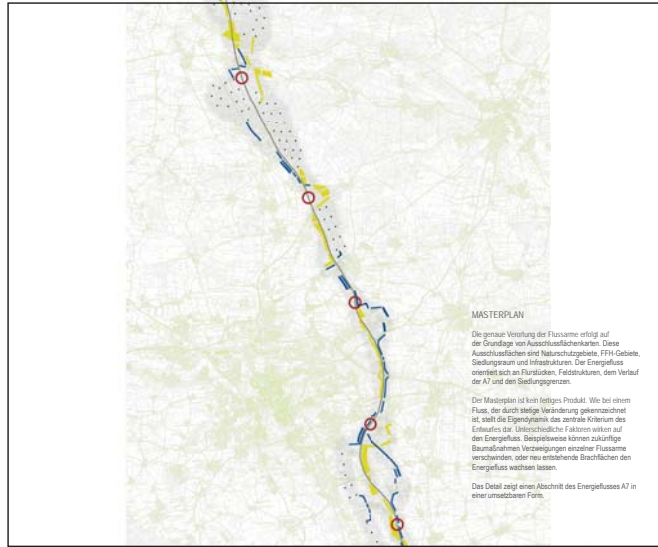 MASTERPLAN
Die genaue Verortung der Flussarme erfolgt auf
der Grundlage von Ausschlussflächenkarten. Diese
Ausschlussflächen sind Naturschutzgebiete, FFH-Gebiete,
Siedlungsraum und Infrastrukturen. Der Energiefluss
orientiert sich an Flurstücken, Feldstrukturen, dem Verlauf
der A7 und den Siedlungsgrenzen.
Der Masterplan ist kein fertiges Produkt. Wie bei einem
Fluss, der durch stetige Veränderung gekennzeichnet
ist, stellt die Eigendynamik das zentrale Kriterium des
Entwurfes dar. Unterschiedliche Faktoren wirken auf
den Energiefluss. Beispielsweise können zukünftige
Baumaßnahmen Verzweigungen einzelner Flussarme
verschwinden, oder neu entstehende Brachflächen den
Energiefluss wachsen lassen.
Das Detail zeigt einen Abschnitt des Energieflusses A7 in
einer umsetzbaren Form.